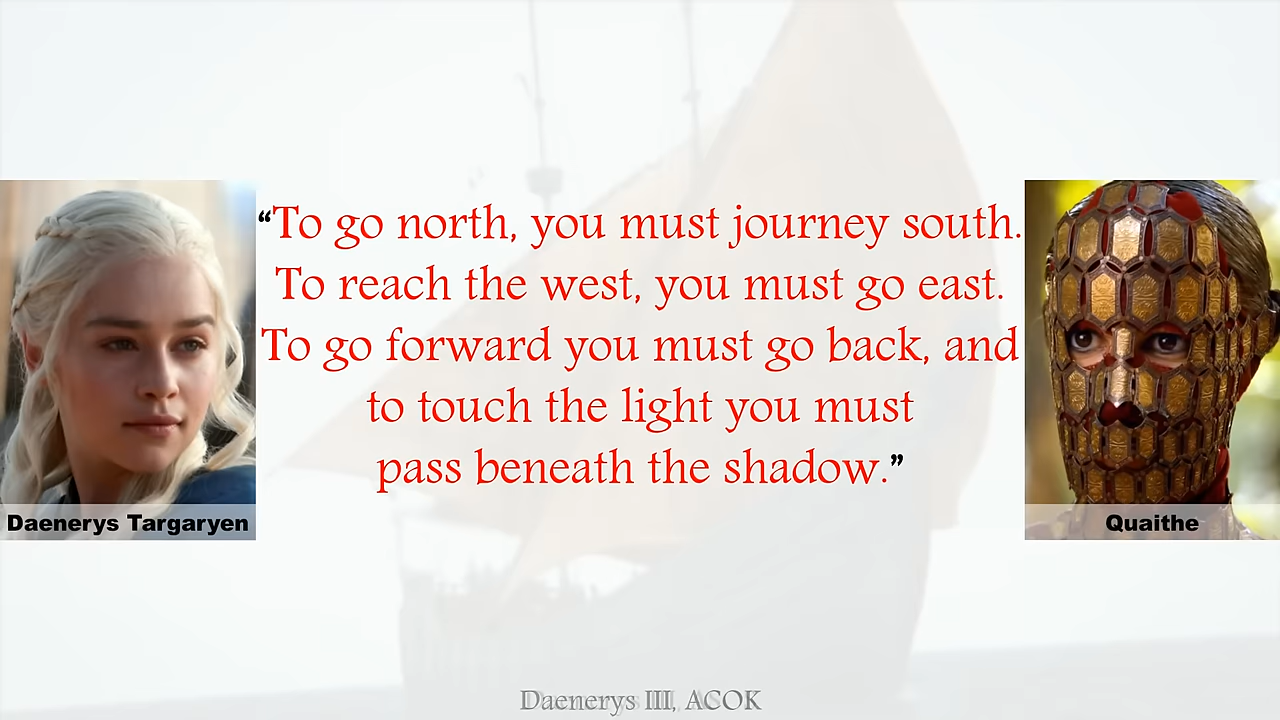 “To go north, you must journey south.
To reach the west, you must go east.
To go forward you must go back, and
to touch the light you must
pass beneath the shadow.”
Daenerys Targaryen
Quaithe
Daenerys III, ACOK